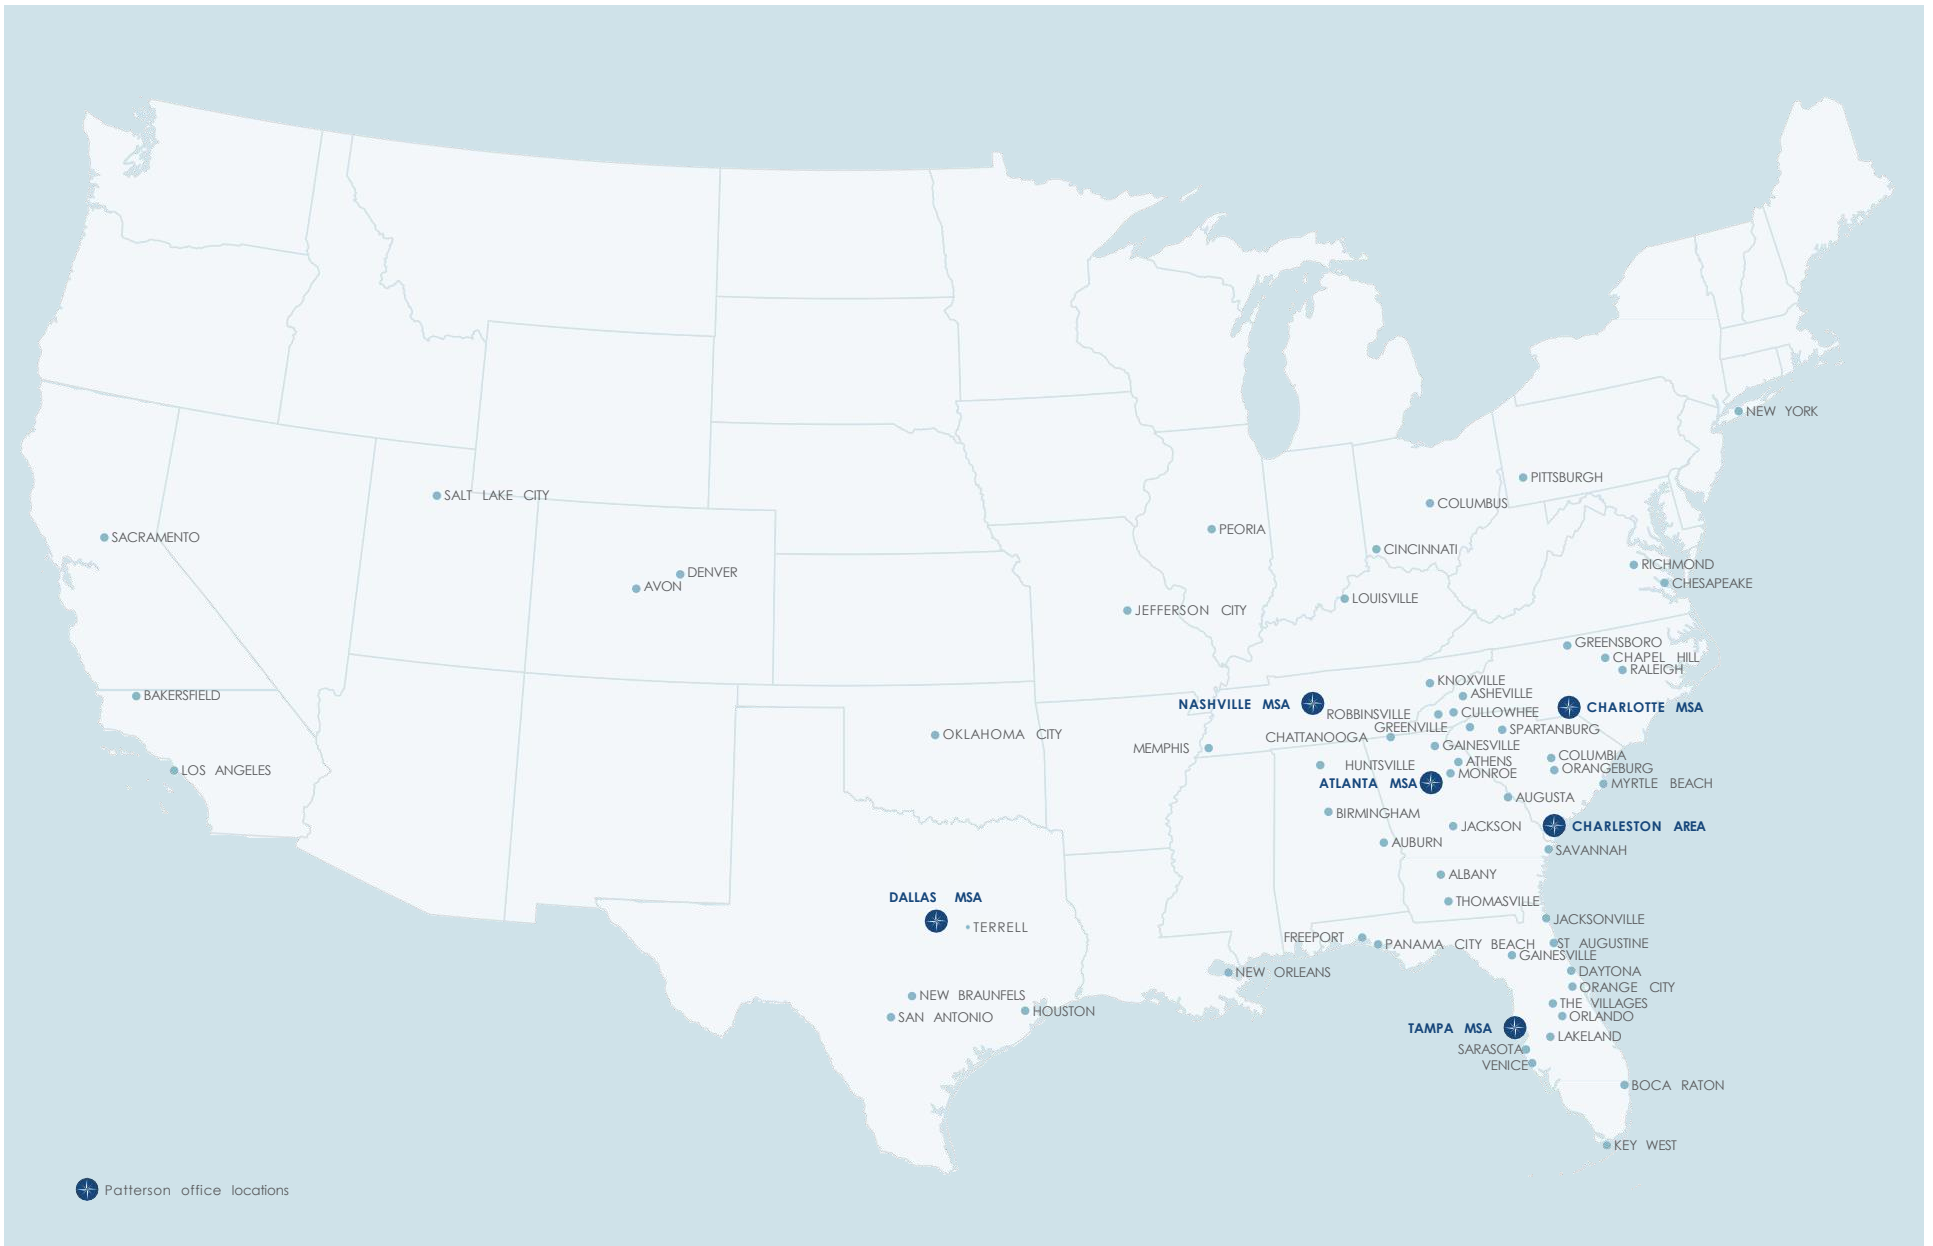 NEW YORK
PITTSBURGH
SALT LAKE CITY
COLUMBUS
PEORIA
SACRAMENTO
CINCINNATI
RICHMOND
DENVER
CHESAPEAKE
AVON
LOUISVILLE
JEFFERSON CITY
GREENSBORO
CHAPEL HILL
RALEIGH
KNOXVILLE
ASHEVILLE
BAKERSFIELD
NASHVILLE MSA
CHARLOTTE MSA
ROBBINSVILLE
CULLOWHEE
GREENVILLE
SPARTANBURG
OKLAHOMA CITY
CHATTANOOGA
MEMPHIS
GAINESVILLE
COLUMBIA
HUNTSVILLE
ATHENS
ORANGEBURG
LOS ANGELES
MONROE
ATLANTA MSA
MYRTLE BEACH
AUGUSTA
BIRMINGHAM
JACKSON
CHARLESTON AREA
AUBURN
SAVANNAH
ALBANY
DALLAS MSA
THOMASVILLE
JACKSONVILLE
TERRELL
FREEPORT
PANAMA CITY BEACH
ST AUGUSTINE
GAINESVILLE
NEW ORLEANS
DAYTONA
ORANGE CITY
NEW BRAUNFELS
THE VILLAGES
HOUSTON
SAN ANTONIO
ORLANDO
TAMPA MSA
LAKELAND
SARASOTA
VENICE
BOCA RATON
KEY WEST
Patterson office locations